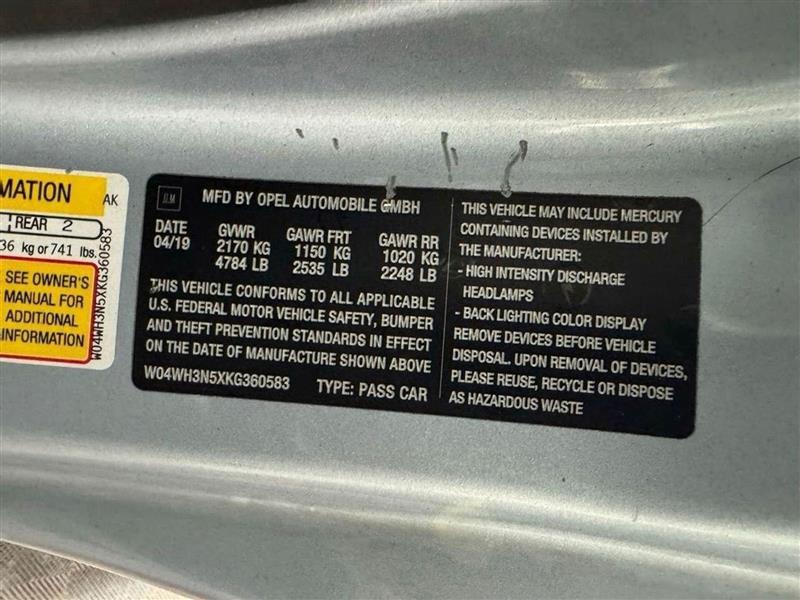 MATION
AK
REAR 2
36 kg or 741 lbs.
SEE OWNER'S
MANUAL FOR
ADDITIONAL
INFORMATION
W04WH3N5XKG360583
GM
MFD BY OPEL AUTOMOBILE GMBH
DATE GVWR GAWR FRT GAWR RR
04/19 2170 KG 1150 KG 1020 KG
4784 LB 2535 LB 2248 LB
THIS VEHICLE CONFORMS TO ALL APPLICABLE
U.S. FEDERAL MOTOR VEHICLE SAFETY, BUMPER
AND THEFT PREVENTION STANDARDS IN EFFECT
ON THE DATE OF MANUFACTURE SHOWN ABOVE
W04WH3N5XKG360583 TYPE: PASS CAR
THIS VEHICLE MAY INCLUDE MERCURY
CONTAINING DEVICES INSTALLED BY
THE MANUFACTURER:
- HIGH INTENSITY DISCHARGE
HEADLAMPS
- BACK LIGHTING COLOR DISPLAY
REMOVE DEVICES BEFORE VEHICLE
DISPOSAL. UPON REMOVAL OF DEVICES,
PLEASE REUSE, RECYCLE OR DISPOSE
AS HAZARDOUS WASTE